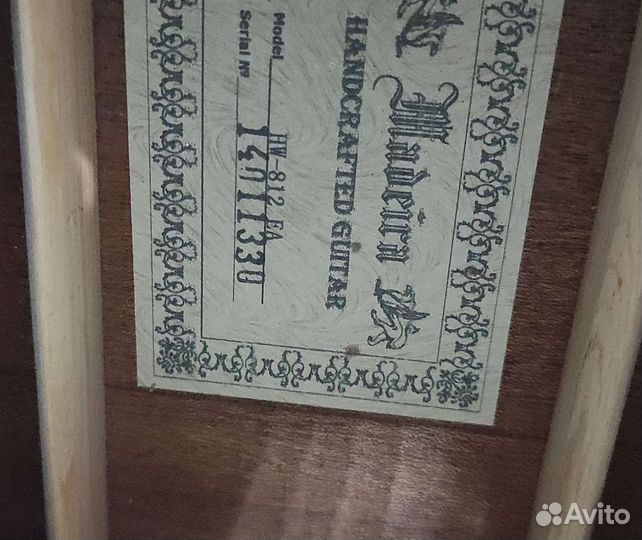 Madeira
HANDCRAFTED GUITAR
Model HW-812 EA
Serial № 14011330
Avito